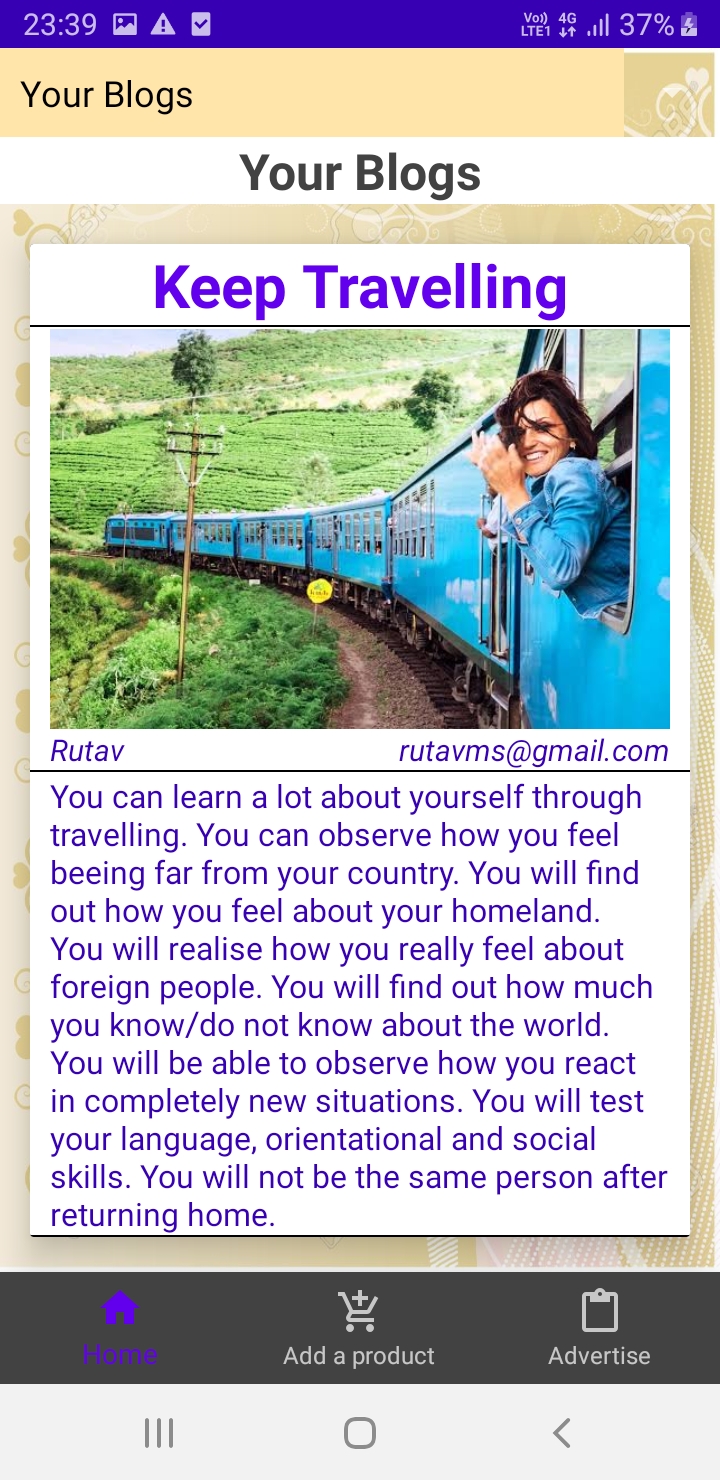 23:39
Vo)) 4G
LTE1 37%
Your Blogs
Your Blogs
Keep Travelling
Rutav rutavms@gmail.com
You can learn a lot about yourself through
travelling. You can observe how you feel
beeing far from your country. You will find
out how you feel about your homeland.
You will realise how you really feel about
foreign people. You will find out how much
you know/do not know about the world.
You will be able to observe how you react
in completely new situations. You will test
your language, orientational and social
skills. You will not be the same person after
returning home.
Home Add a product Advertise